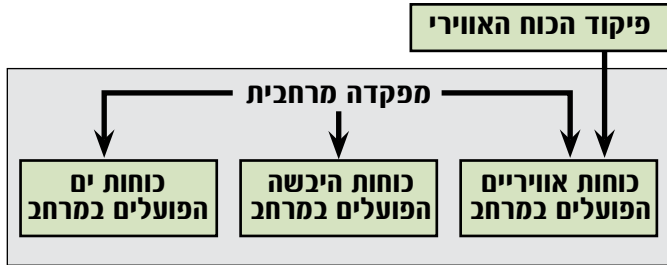 פיקוד הכוח האווירי
מפקדה מרחבית
כוחות אוויריים
הפועלים במרחב
כוחות היבשה
הפועלים במרחב
כוחות ים
הפועלים במרחב